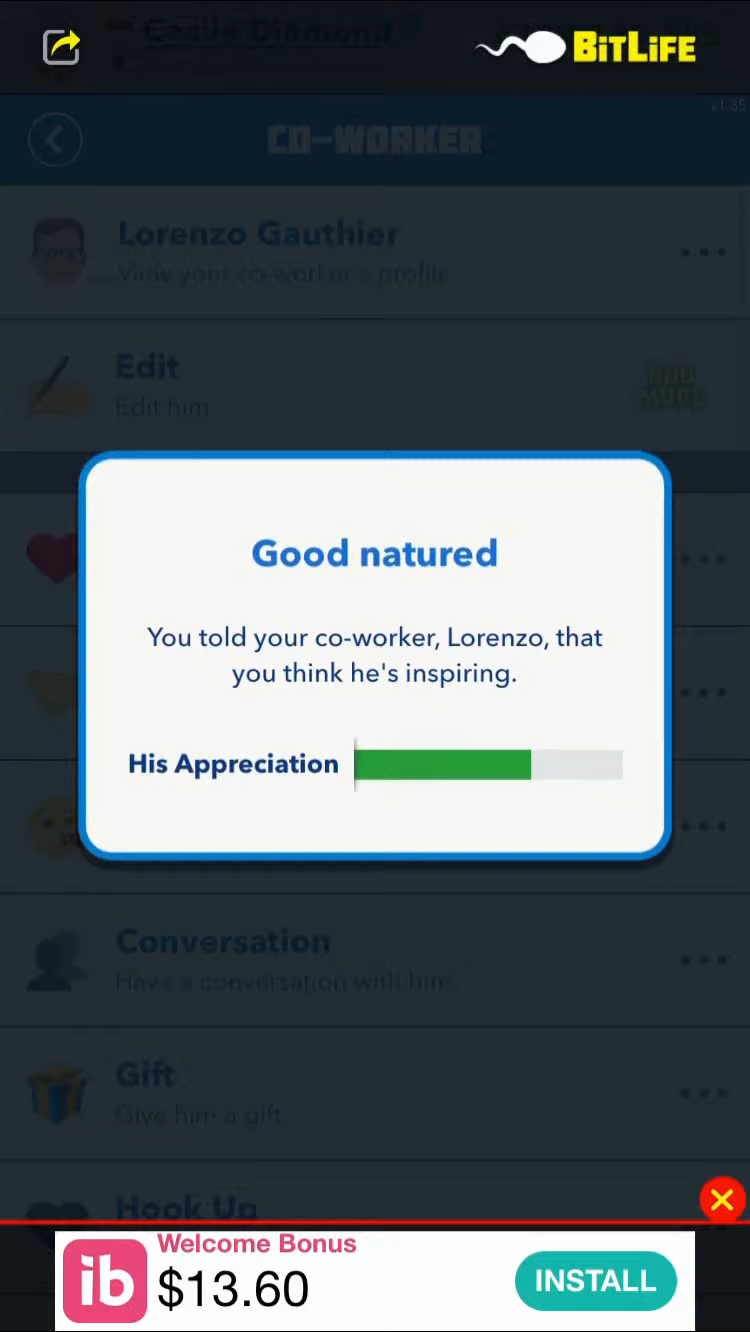 Cecile Diamond
BITLIFE
CO-WORKER
Lorenzo Gauthier
View your co-worker's profile
Edit
Edit him
Good natured
You told your co-worker, Lorenzo, that
you think he's inspiring.
His Appreciation
Conversation
Have a conversation with him
Gift
Give him a gift
Hook Up
ib
Welcome Bonus
$13.60
INSTALL